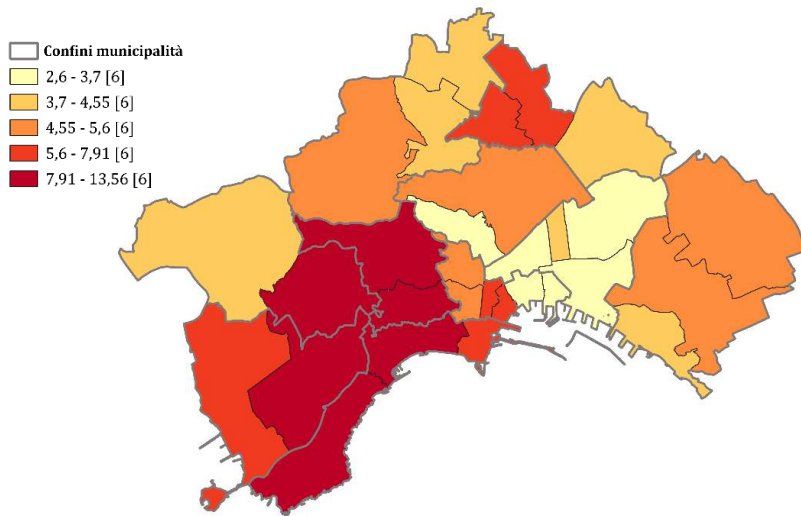 Confini municipalità
2,6 - 3,7 [6]
3,7 - 4,55 [6]
4,55 - 5,6 [6]
5,6 - 7,91 [6]
7,91 - 13,56 [6]